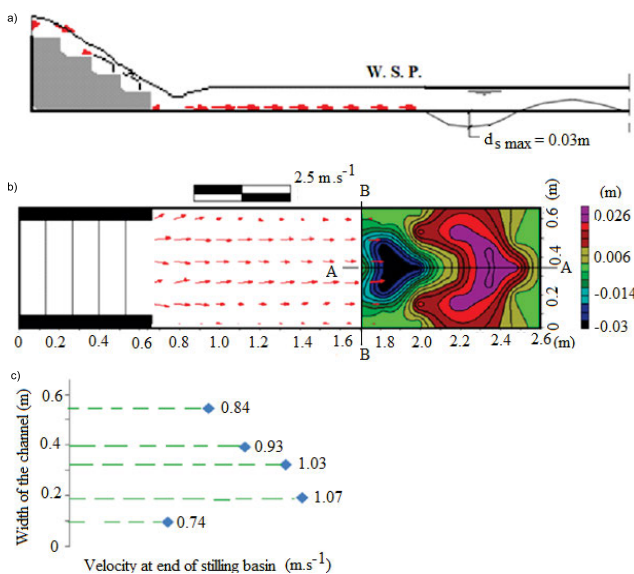 a)
W. S. P.
d s max = 0.03m
b)
2.5 m.s-1
B
(m)
0.026
0.006
-0.014
-0.03
A
A
0 0.2 0.4 0.6
(m)
B
0 0.2 0.4 0.6 0.8 1.0 1.2 1.4 1.6 1.8 2.0 2.2 2.4 2.6
(m)
c)
Width of the channel (m)
0.6
0.4
0.2
0
0.84
0.93
1.03
1.07
0.74
Velocity at end of stilling basin (m.s-1)